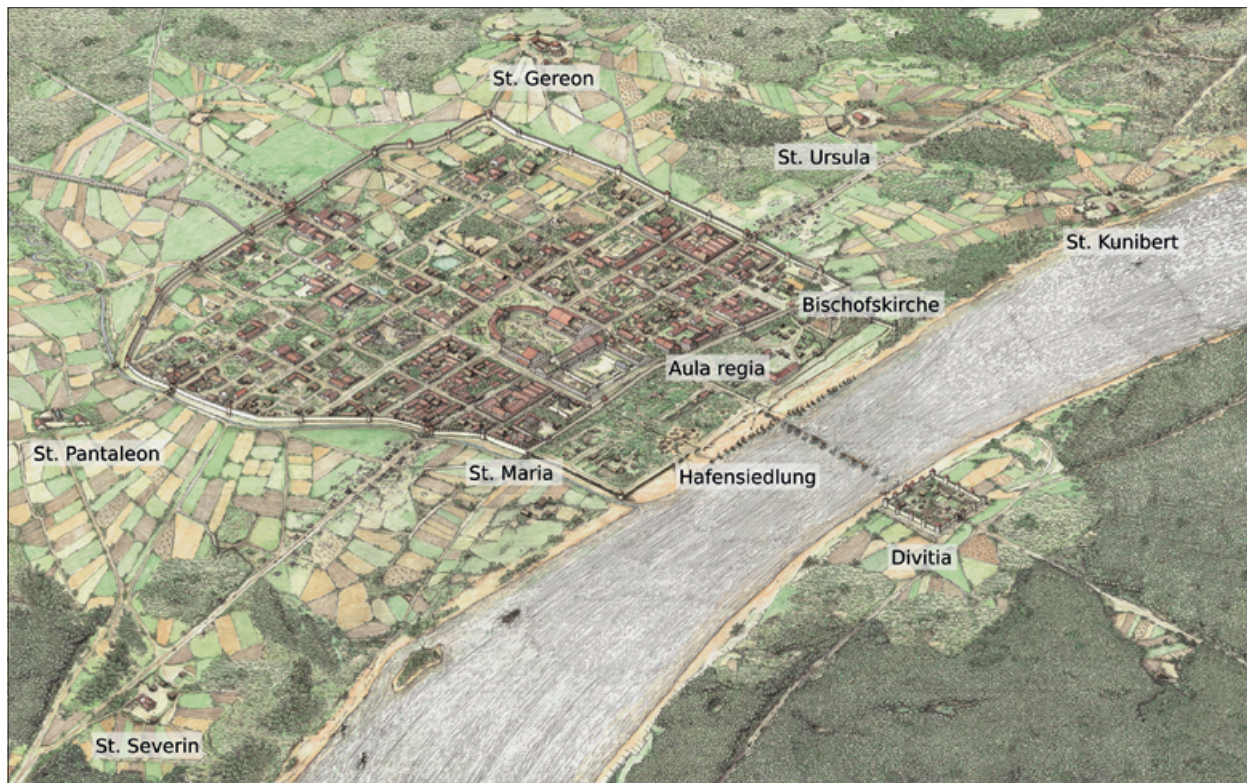 St. Gereon
St. Ursula
St. Kunibert
Bischofskirche
Aula regia
St. Pantaleon
St. Maria
Hafensiedlung
Divitia
St. Severin